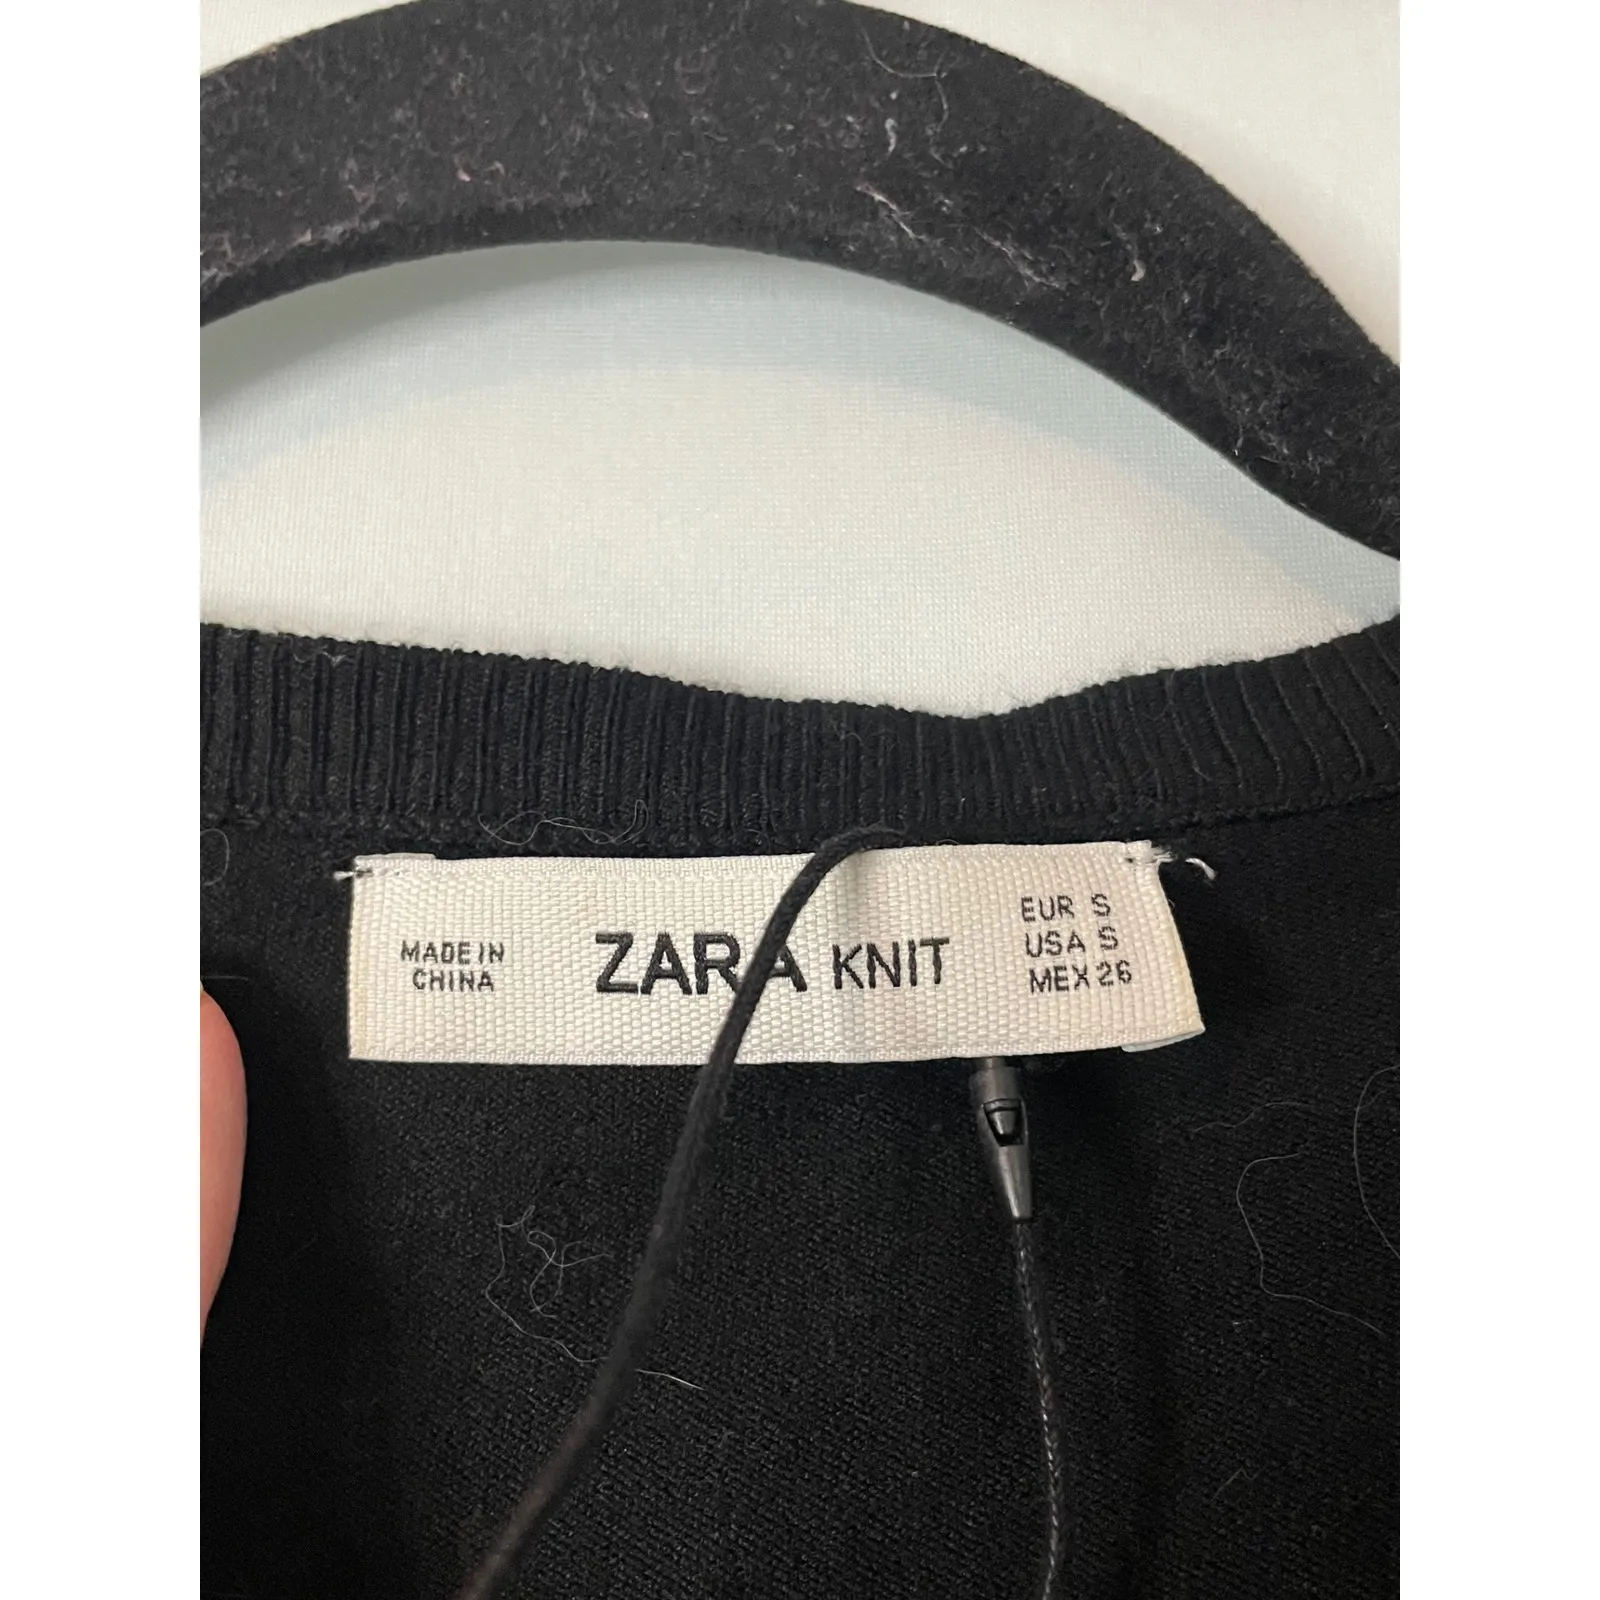 MADE IN
CHINA
ZARA KNIT
EUR S
USA S
MEX 26